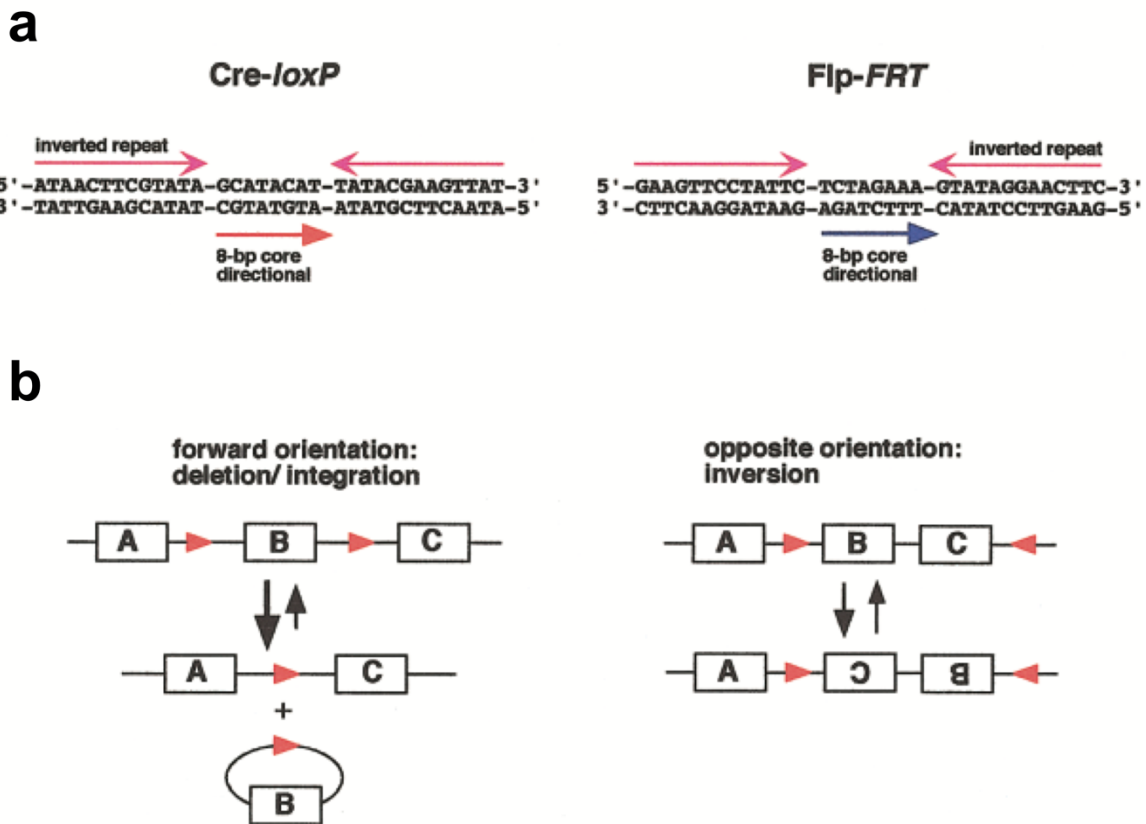 a
Cre-loxP
Flp-FRT
inverted repeat
inverted repeat
5'-ATAACTTCGTATA-GCATACAT-TATACGAAGTTAT-3'
3'-TATTGAAGCATAT-CGTATGTA-ATATGCTTCAATA-5'
8-bp core
directional
5'-GAAGTTCCTATTC-TCTAGAAA-GTATAGGAACTTC-3'
3'-CTTCAAGGATAAG-AGATCTTT-CATATCCTTGAAG-5'
8-bp core
directional
b
forward orientation:
deletion/ integration
A B C
A C
+
B
opposite orientation:
inversion
A B C
A C B